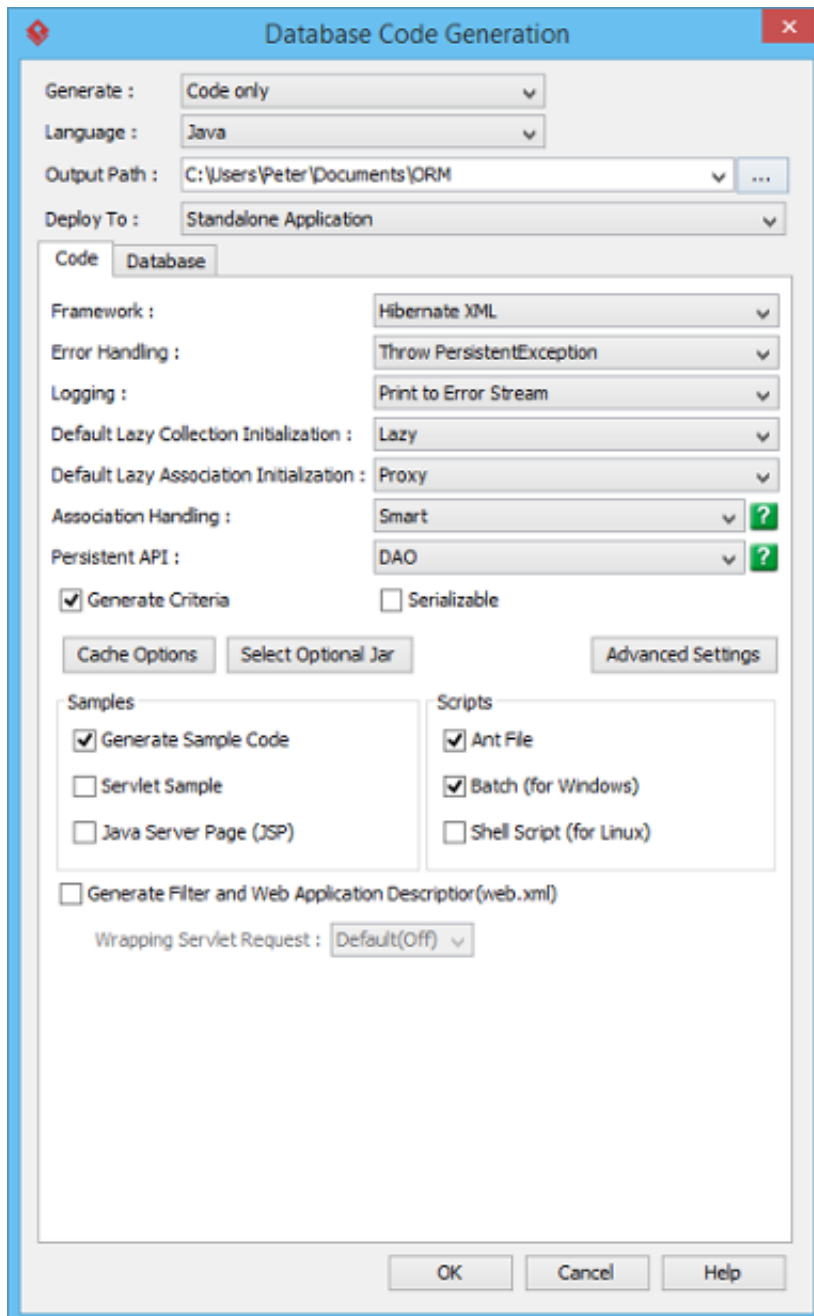 Database Code Generation
Generate : Code only
Language : Java
Output Path : C:\Users\Peter\Documents\ORM ...
Deploy To : Standalone Application
Code Database
Framework : Hibernate XML
Error Handling : Throw PersistentException
Logging : Print to Error Stream
Default Lazy Collection Initialization : Lazy
Default Lazy Association Initialization : Proxy
Association Handling : Smart ?
Persistent API : DAO ?
Generate Criteria Serializable
Cache Options Select Optional Jar Advanced Settings
Samples Scripts
Generate Sample Code Ant File
Servlet Sample Batch (for Windows)
Java Server Page (JSP) Shell Script (for Linux)
Generate Filter and Web Application Descriptior(web.xml)
Wrapping Servlet Request : Default(Off)
OK Cancel Help